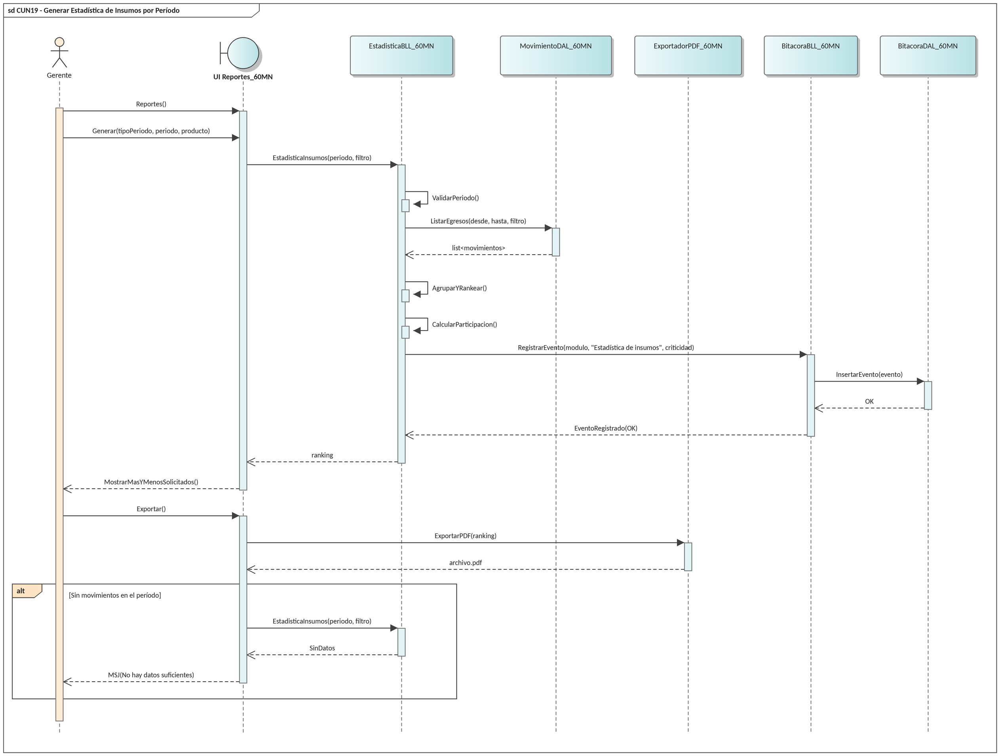 sd CUN19 - Generar Estadística de Insumos por Período
Gerente
UI Reportes_60MN
EstadisticaBLL_60MN
MovimientoDAL_60MN
ExportadorPDF_60MN
BitacoraBLL_60MN
BitacoraDAL_60MN
Reportes()
Generar(tipoPeriodo, periodo, producto)
EstadisticaInsumos(periodo, filtro)
ValidarPeriodo()
ListarEgresos(desde, hasta, filtro)
list<movimientos>
AgruparYRankear()
CalcularParticipacion()
RegistrarEvento(modulo, "Estadística de insumos", criticidad)
InsertarEvento(evento)
OK
EventoRegistrado(OK)
ranking
MostrarMasYMenosSolicitados()
Exportar()
ExportarPDF(ranking)
archivo.pdf
alt
[Sin movimientos en el período]
EstadisticaInsumos(periodo, filtro)
SinDatos
MSJ(No hay datos suficientes)